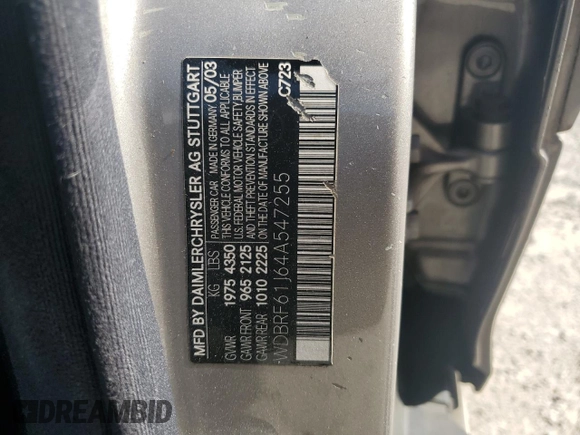 MFD BY DAIMLERCHRYSLER AG STUTTGART
PASSENGER CAR MADE IN GERMANY 05/03
KG LBS THIS VEHICLE CONFORMS TO ALL APPLICABLE
GVWR 1975 4350 U.S. FEDERAL MOTOR VEHICLE SAFETY, BUMPER
GAWR FRONT 965 2125 AND THEFT PREVENTION STANDARDS IN EFFECT
GAWR REAR 1010 2225 ON THE DATE OF MANUFACTURE SHOWN ABOVE
C723
WDBRF61J64A547255
DREAMBID